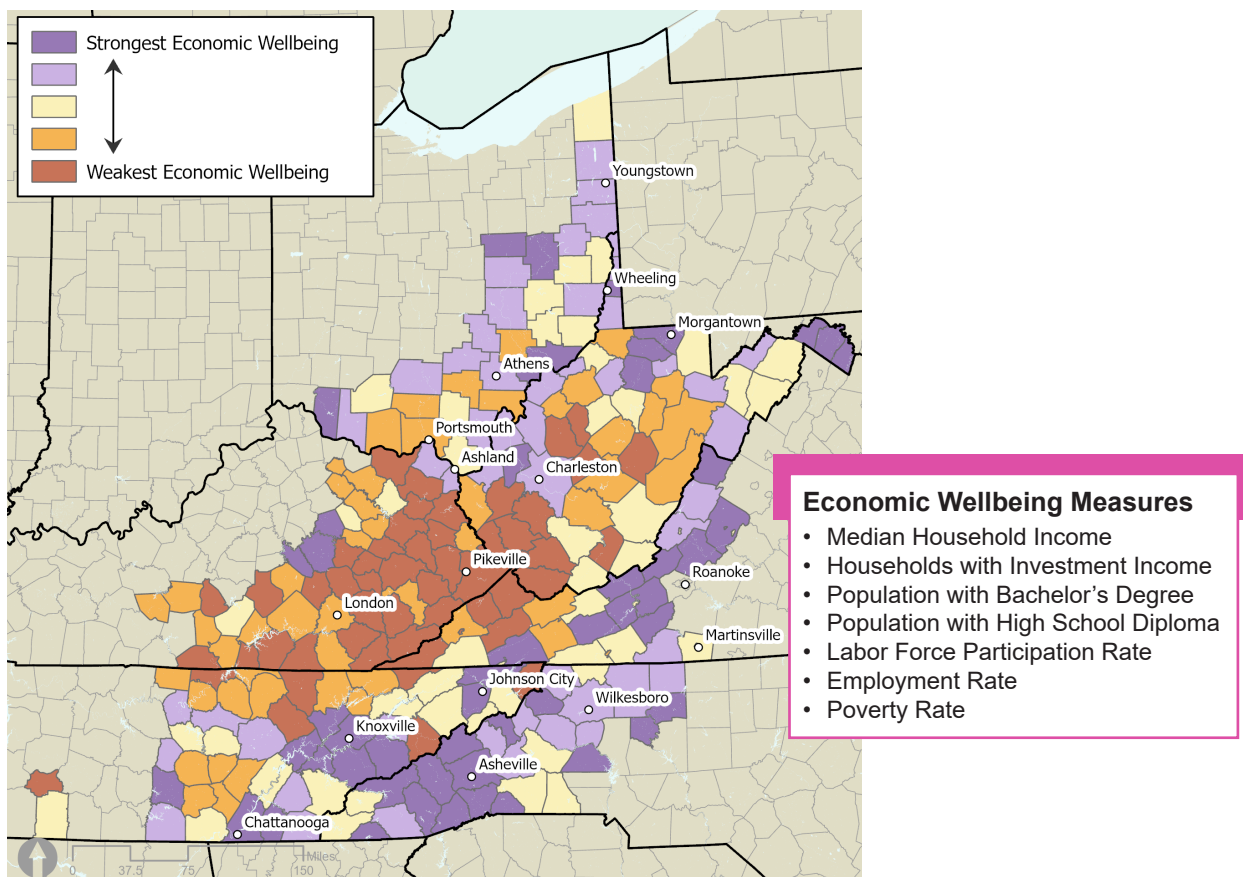 Strongest Economic Wellbeing
Weakest Economic Wellbeing
Youngstown
Wheeling
Morgantown
Athens
Portsmouth
Ashland
Charleston
Pikeville
Roanoke
London
Martinsville
Johnson City
Wilkesboro
Knoxville
Asheville
Chattanooga
Miles
0 37.5 75 150
Economic Wellbeing Measures
• Median Household Income
• Households with Investment Income
• Population with Bachelor’s Degree
• Population with High School Diploma
• Labor Force Participation Rate
• Employment Rate
• Poverty Rate